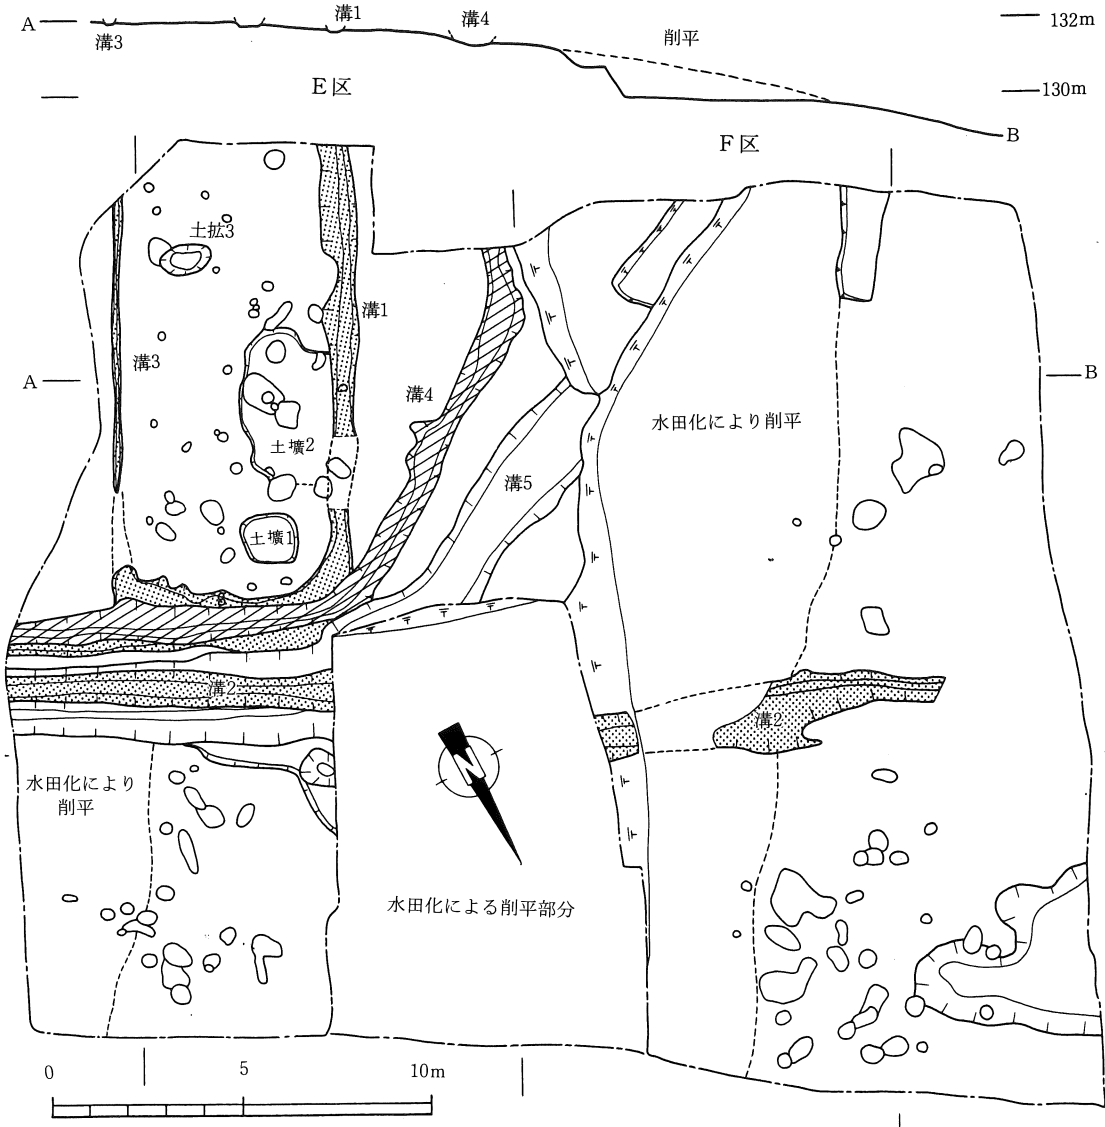 A
溝3
溝1
溝4
削平
132m
130m
B
E区
F区
土拡3
溝1
溝3
A
溝4
B
水田化により削平
土壙2
溝5
土壙1
溝2
溝2
水田化により
削平
水田化による削平部分
0
5
10m